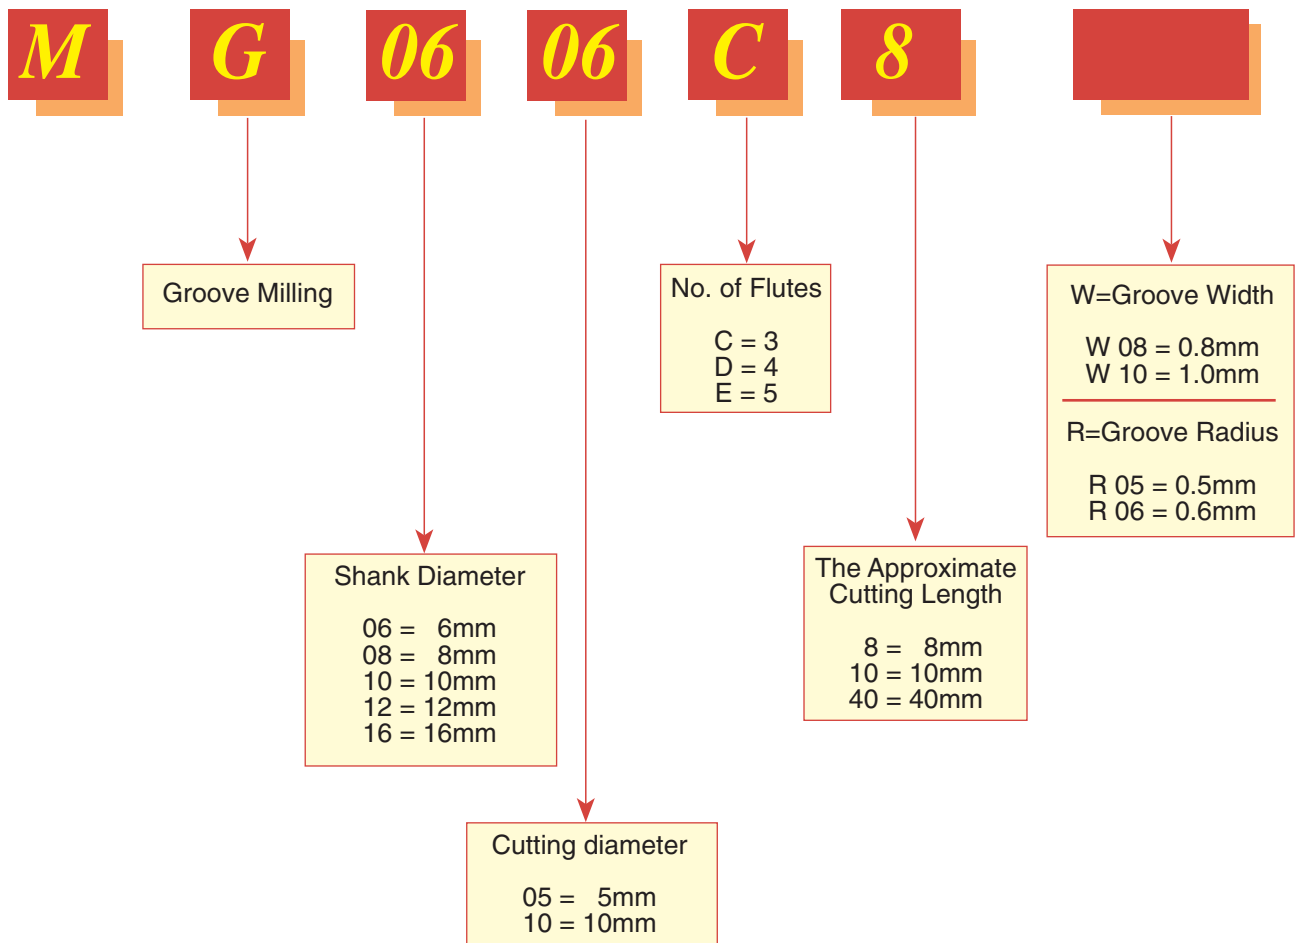 M G 06 06 C 8
Groove Milling
No. of Flutes
C = 3
D = 4
E = 5
W=Groove Width
W 08 = 0.8mm
W 10 = 1.0mm
R=Groove Radius
R 05 = 0.5mm
R 06 = 0.6mm
Shank Diameter
06 = 6mm
08 = 8mm
10 = 10mm
12 = 12mm
16 = 16mm
The Approximate
Cutting Length
8 = 8mm
10 = 10mm
40 = 40mm
Cutting diameter
05 = 5mm
10 = 10mm